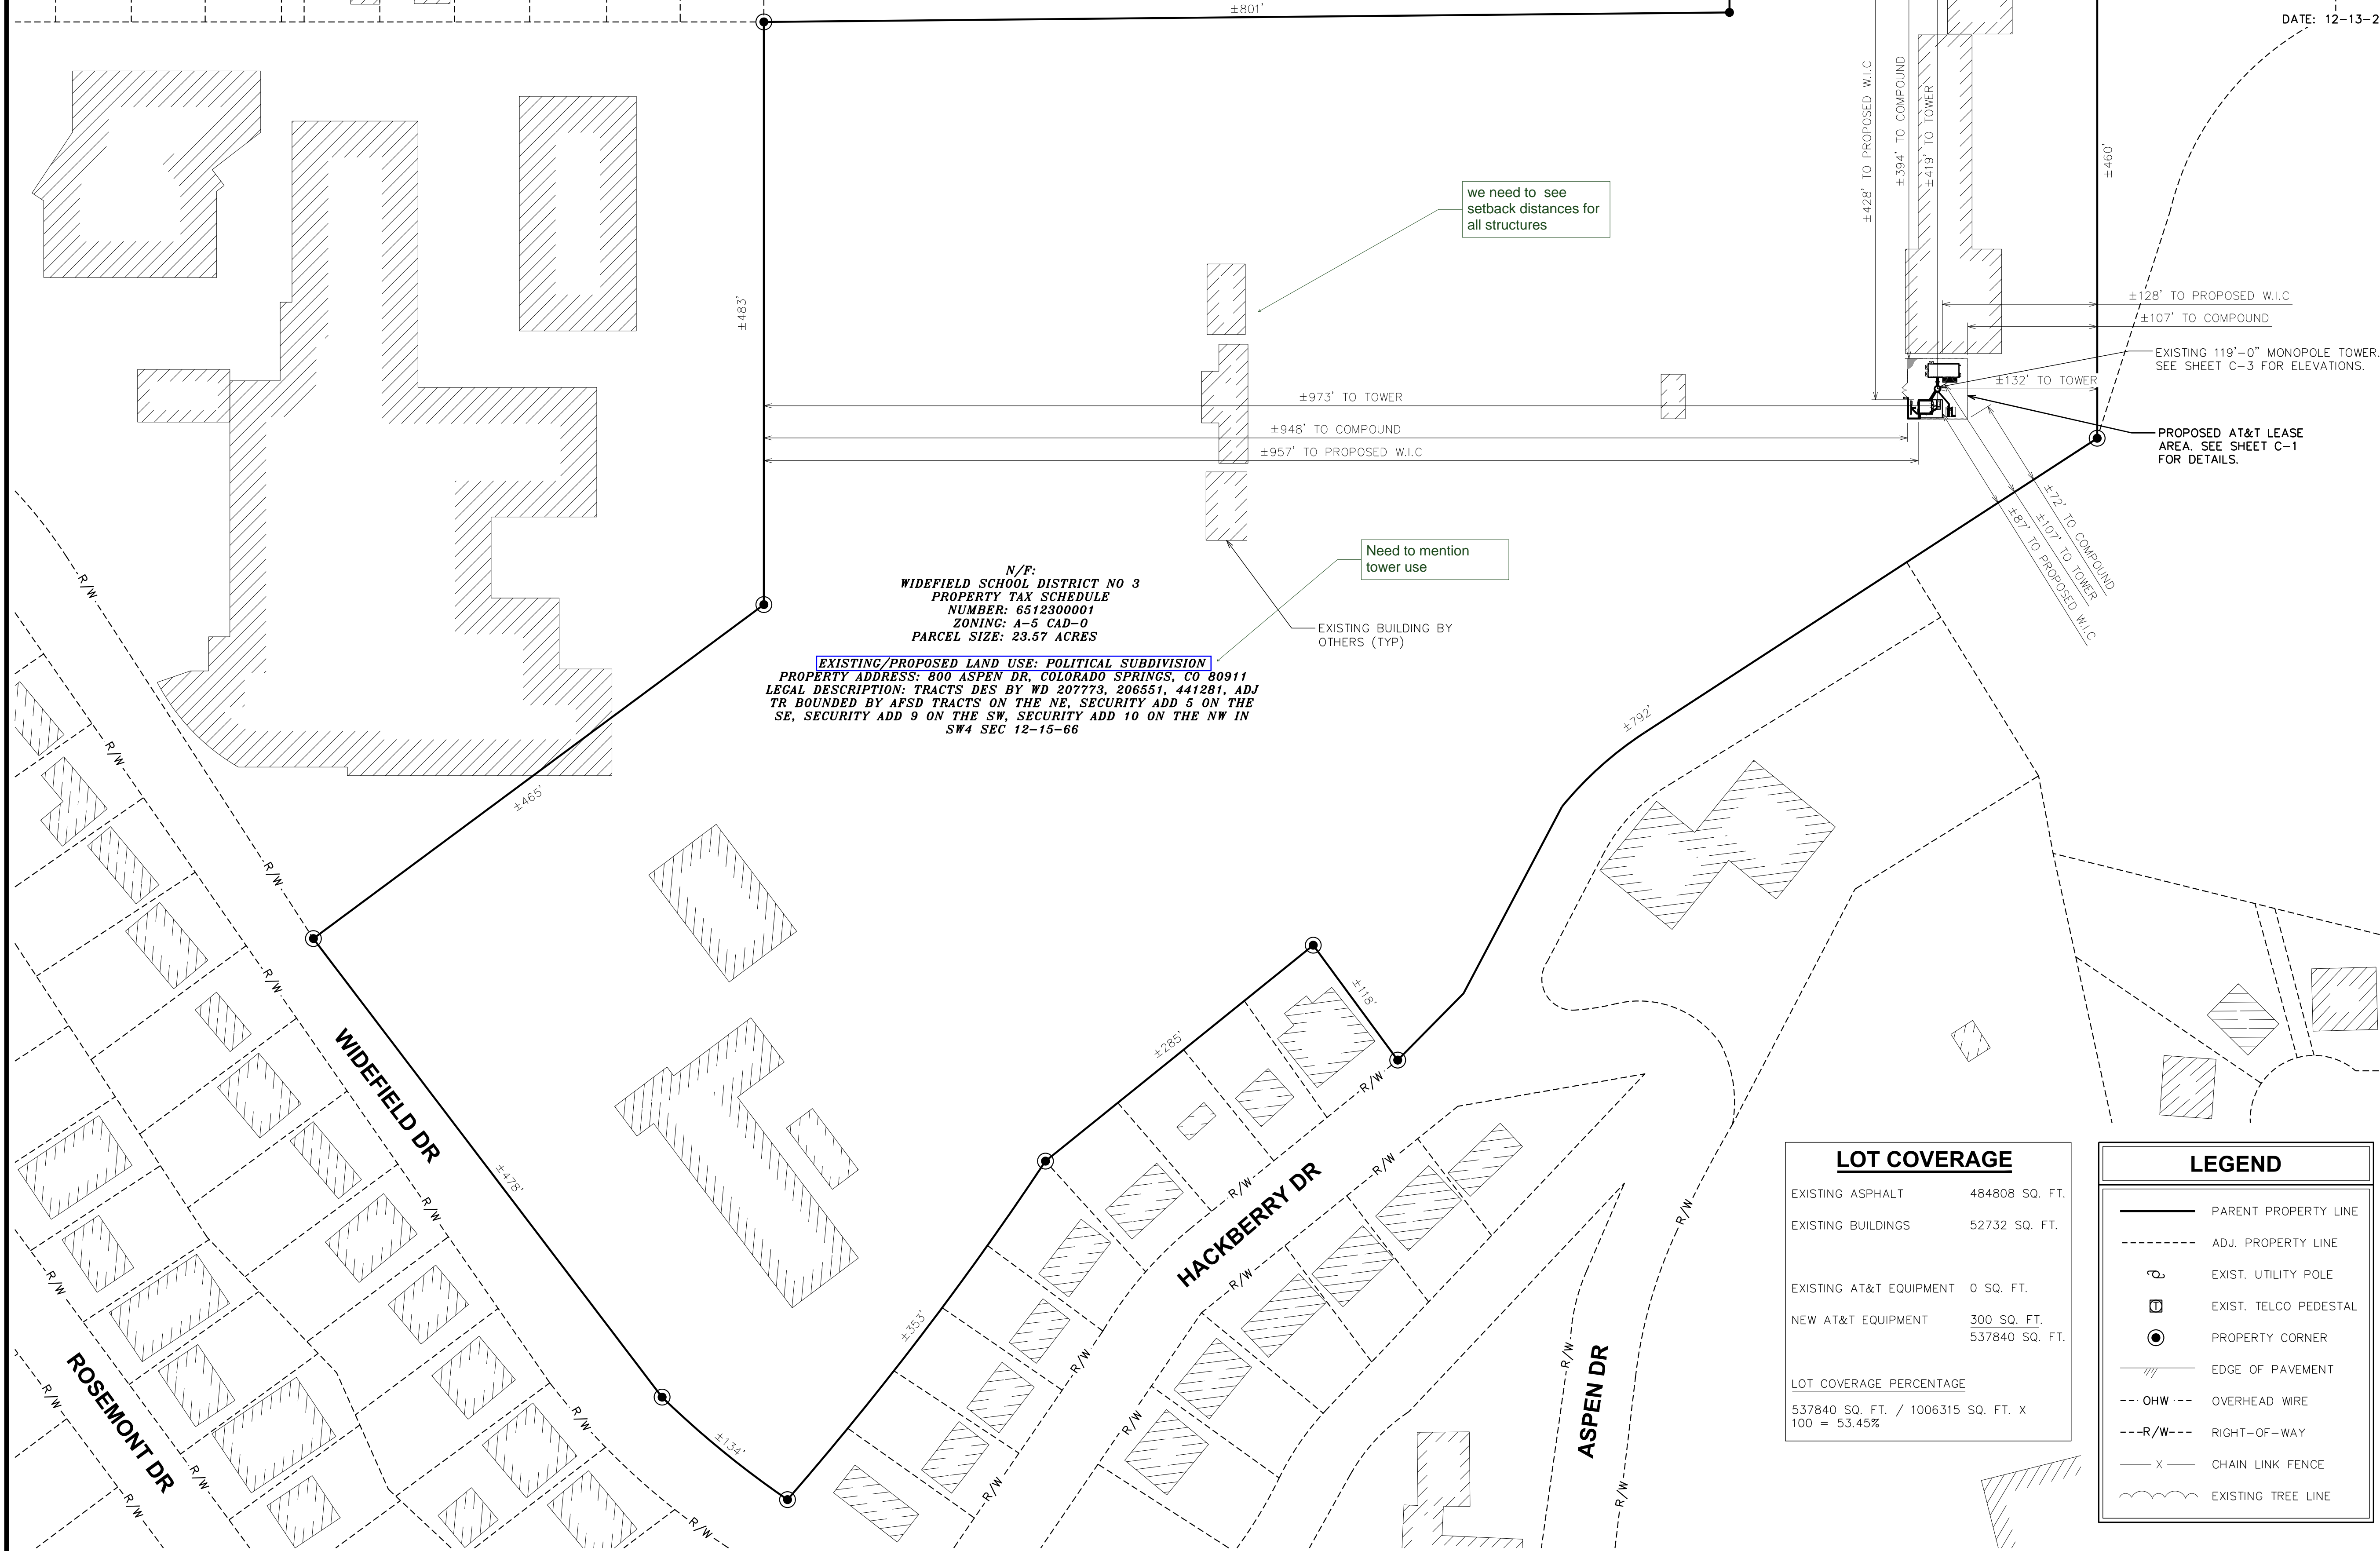 ±801'
DATE: 12-13-2
±428' TO PROPOSED W.I.C
±394' TO COMPOUND
±419' TO TOWER
±460'
we need to  see
setback distances for
all structures
±483'
±128' TO PROPOSED W.I.C
±107' TO COMPOUND
EXISTING 119'-0" MONOPOLE TOWER.
SEE SHEET C-3 FOR ELEVATIONS.
±132' TO TOWER
±973' TO TOWER
±948' TO COMPOUND
±957' TO PROPOSED W.I.C
PROPOSED AT&T LEASE
AREA. SEE SHEET C-1
FOR DETAILS.
±72' TO COMPOUND
±107' TO TOWER
±87' TO PROPOSED W.I.C
Need to mention
tower use
N/F:
WIDEFIELD SCHOOL DISTRICT NO 3
PROPERTY TAX SCHEDULE
NUMBER: 6512300001
ZONING: A-5 CAD-O
PARCEL SIZE: 23.57 ACRES
EXISTING/PROPOSED LAND USE: POLITICAL SUBDIVISION
PROPERTY ADDRESS: 800 ASPEN DR, COLORADO SPRINGS, CO 80911
LEGAL DESCRIPTION: TRACTS DES BY WD 207773, 206551, 441281, ADJ
TR BOUNDED BY AFSD TRACTS ON THE NE, SECURITY ADD 5 ON THE
SE, SECURITY ADD 9 ON THE SW, SECURITY ADD 10 ON THE NW IN
SW4 SEC 12-15-66
EXISTING BUILDING BY
OTHERS (TYP)
R/W
R/W
R/W
R/W
R/W
R/W
R/W
R/W
±465'
±792'
±118'
±285'
±478'
±353'
±134'
WIDEFIELD DR
ROSEMONT DR
R/W
R/W
R/W
R/W
HACKBERRY DR
R/W
R/W
R/W
R/W
R/W
R/W
R/W
ASPEN DR
R/W
R/W
R/W
LOT COVERAGE
EXISTING ASPHALT 484808 SQ. FT.
EXISTING BUILDINGS 52732 SQ. FT.
EXISTING AT&T EQUIPMENT 0 SQ. FT.
NEW AT&T EQUIPMENT 300 SQ. FT.
537840 SQ. FT.
LOT COVERAGE PERCENTAGE
537840 SQ. FT. / 1006315 SQ. FT. X
100 = 53.45%
LEGEND
PARENT PROPERTY LINE
ADJ. PROPERTY LINE
EXIST. UTILITY POLE
T EXIST. TELCO PEDESTAL
PROPERTY CORNER
EDGE OF PAVEMENT
OHW OVERHEAD WIRE
R/W RIGHT-OF-WAY
X CHAIN LINK FENCE
EXISTING TREE LINE